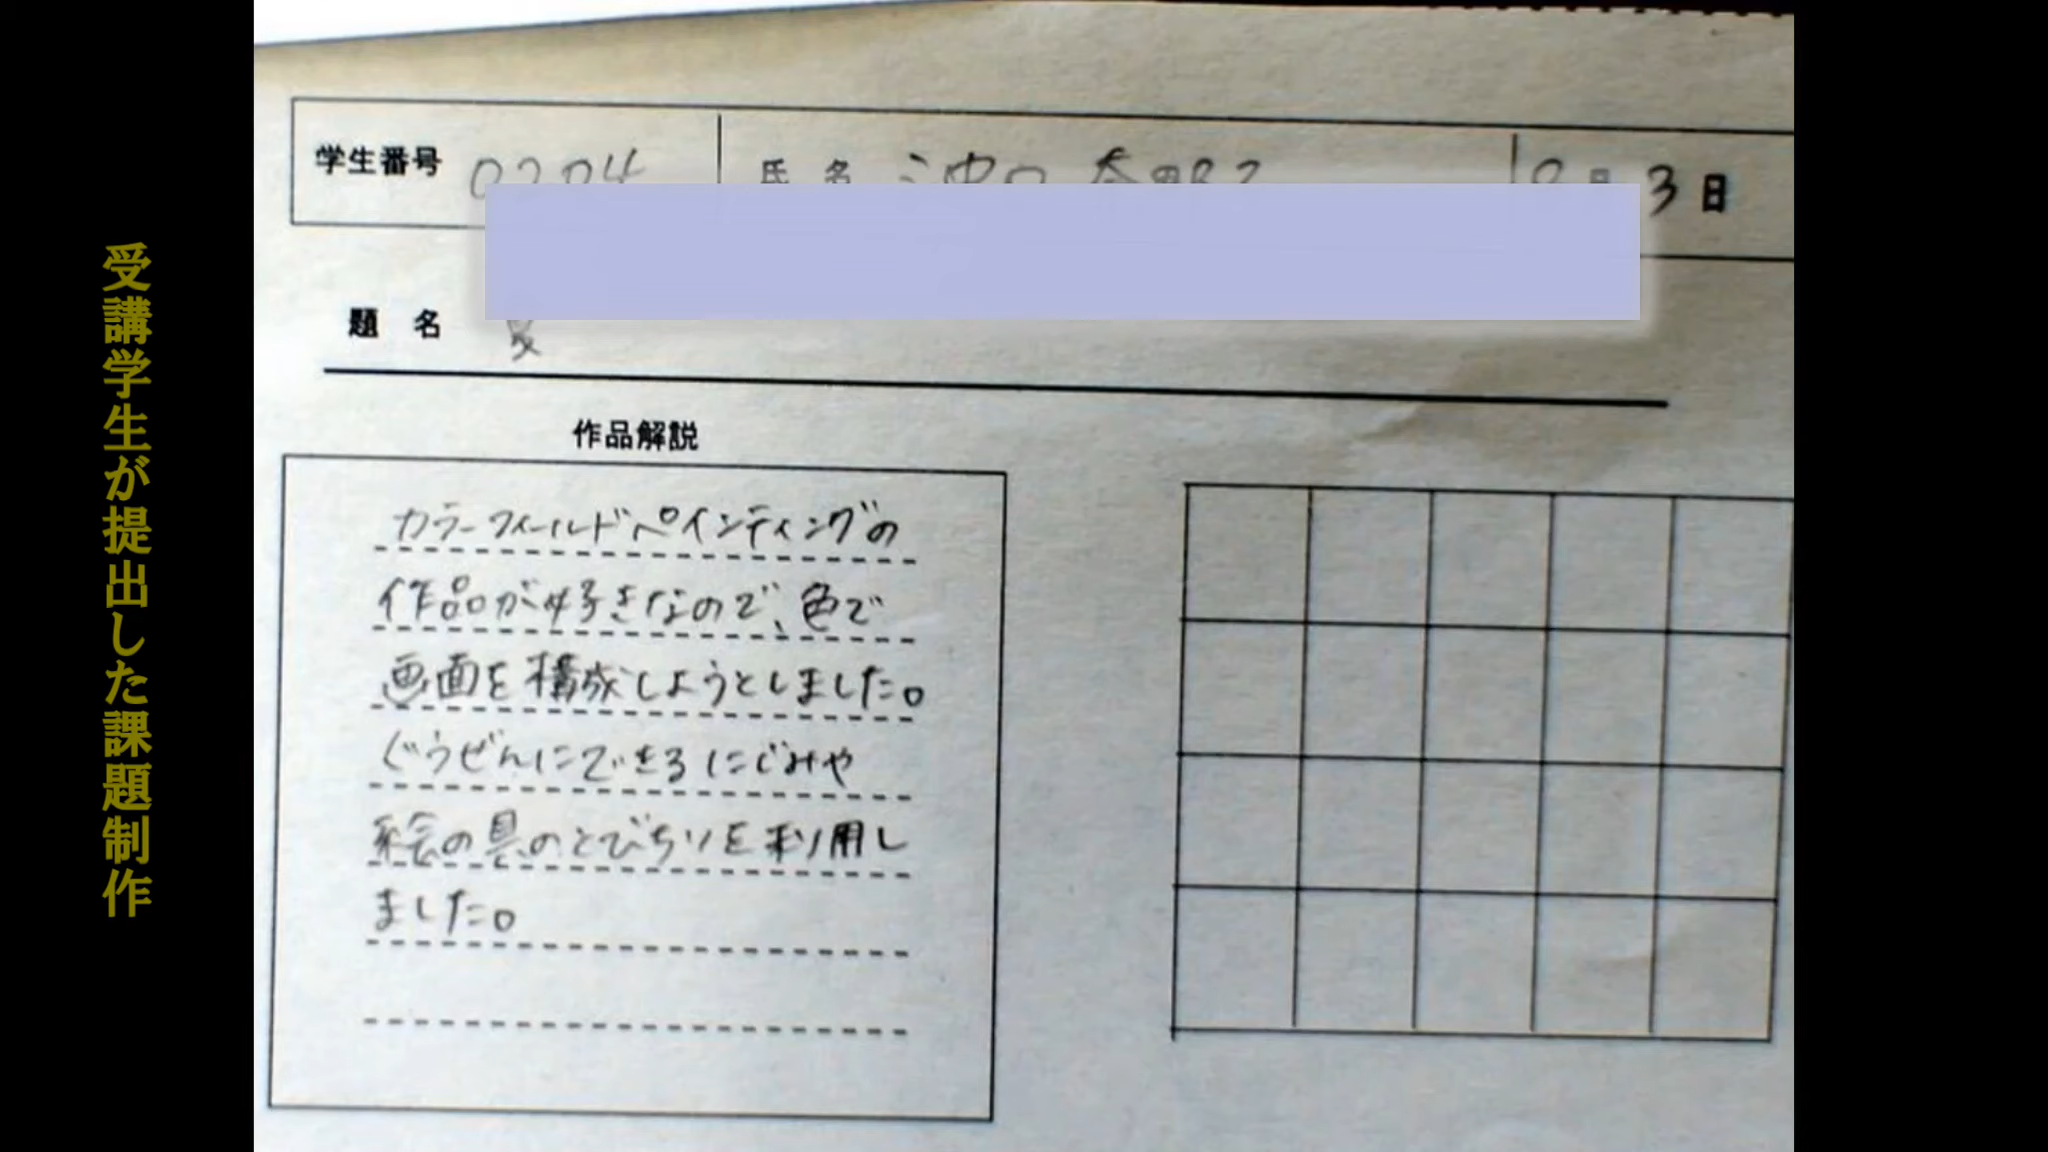 受講学生が提出した課題制作
学生番号
氏名
3日
題名
作品解説
カラーフィールドペインティングの
作品が好きなので、色で
画面を構成しようとしました。
ぐうぜんにできるにじみや
絵の具のとびちりを利用し
ました。